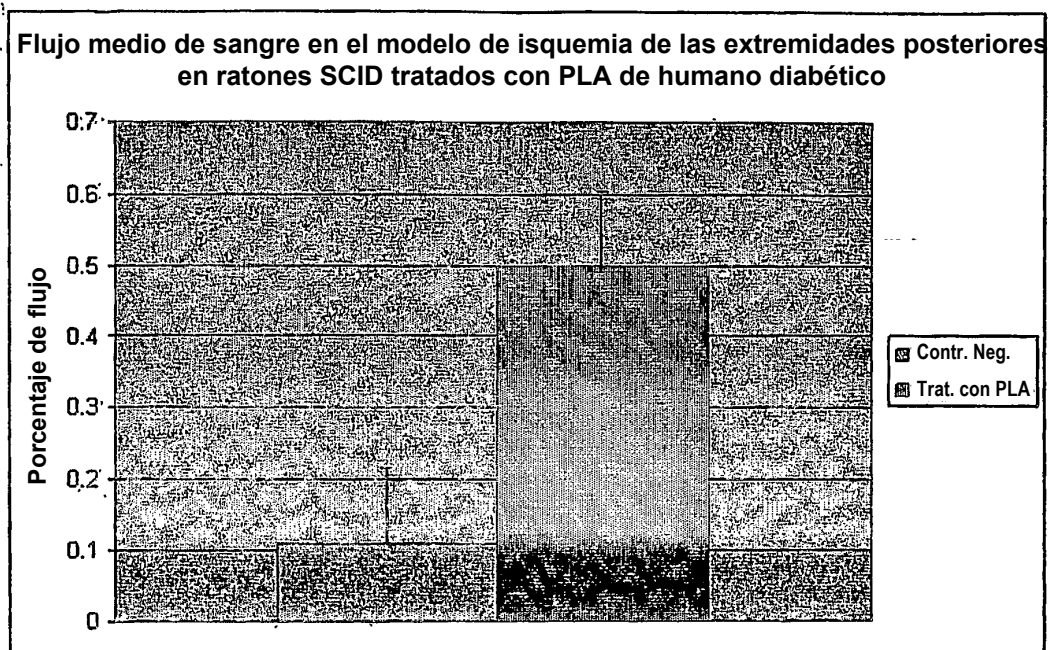 Flujo medio de sangre en el modelo de isquemia de las extremidades posteriores
en ratones SCID tratados con PLA de humano diabético
Porcentaje de flujo
0.7
0.6
0.5
0.4
0.3
0.2
0.1
0
Contr. Neg.
Trat. con PLA